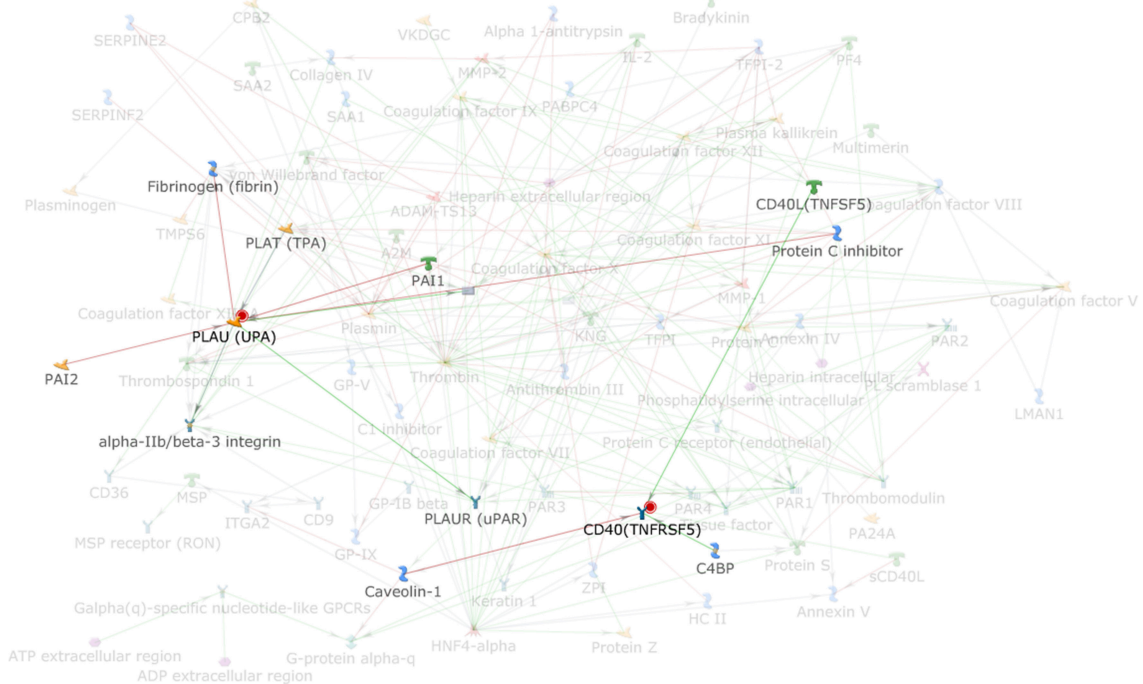 CPB2
Bradykinin
SERPINE2
VKDGC
Alpha 1-antitrypsin
IL-2
TFPI-2
PF4
Collagen IV
MMP-2
SAA2
SERPINF2
SAA1
Coagulation factor IX
PABPC4
Plasma kallikrein
Multimerin
Coagulation factor XII
von Willebrand factor
Fibrinogen (fibrin)
Plasminogen
Heparin extracellular region
CD40L(TNFSF5)
Coagulation factor VIII
ADAM-TS13
TMPS6
PLAT (TPA)
A2M
Coagulation factor XI
Protein C inhibitor
Coagulation factor X
PAI1
MMP-1
Coagulation factor V
Coagulation factor
PLAU (UPA)
Plasmin
KNG
TFPI
Protein C
Annexin IV
PAR2
PAI2
Thrombospondin 1
GP-V
Thrombin
Antithrombin III
Heparin intracellular
PL scramblase 1
Phosphatidylserine intracellular
LMAN1
alpha-IIb/beta-3 integrin
C1 inhibitor
Coagulation factor VII
Protein C receptor (endothelial)
CD36
MSP
ITGA2
CD9
GP-IB beta
PLAUR (uPAR)
PAR3
PAR4
PAR1
Thrombomodulin
CD40(TNFRSF5)
Tissue factor
PA24A
MSP receptor (RON)
GP-IX
C4BP
Protein S
sCD40L
Caveolin-1
Keratin 1
ZPI
HC II
Annexin V
Galpha(q)-specific nucleotide-like GPCRs
ATP extracellular region
ADP extracellular region
G-protein alpha-q
HNF4-alpha
Protein Z